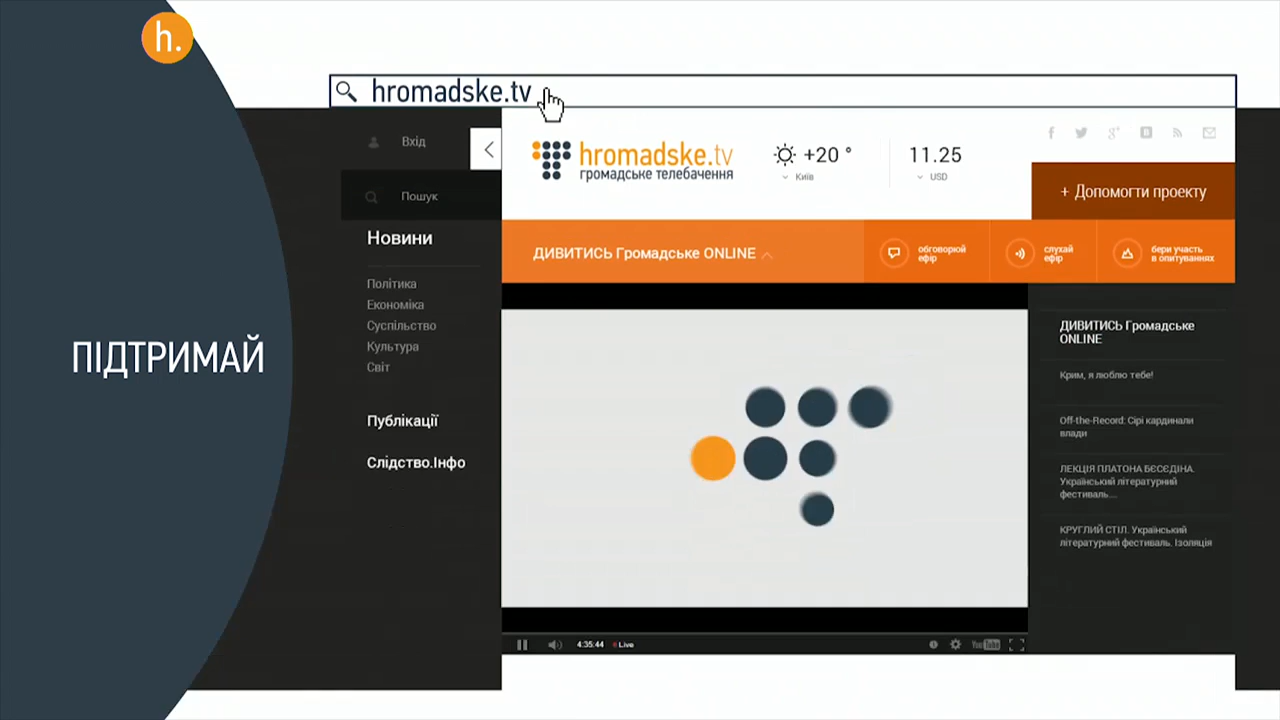 h.
hromadske.tv
Вхід
Пошук
Новини
Політика
Економіка
Суспільство
Культура
Світ
Публікації
Слідство.Інфо
hromadske.tv
громадське телебачення
+20 °
Київ
11.25
USD
+ Допомогти проекту
ДИВИТИСЬ Громадське ONLINE
обговорюй
ефір
слухай
ефір
бери участь
в опитуваннях
ДИВИТИСЬ Громадське
ONLINE
Крим, я люблю тебе!
Off-the-Record: Сірі кардинали
влади
ЛЕКЦІЯ ПЛАТОНА БЄСЄДІНА.
Український літературний
фестиваль...
КРУГЛИЙ СТІЛ. Український
літературний фестиваль. Ізоляція
4:35:44
Live
YouTube
ПІДТРИМАЙ